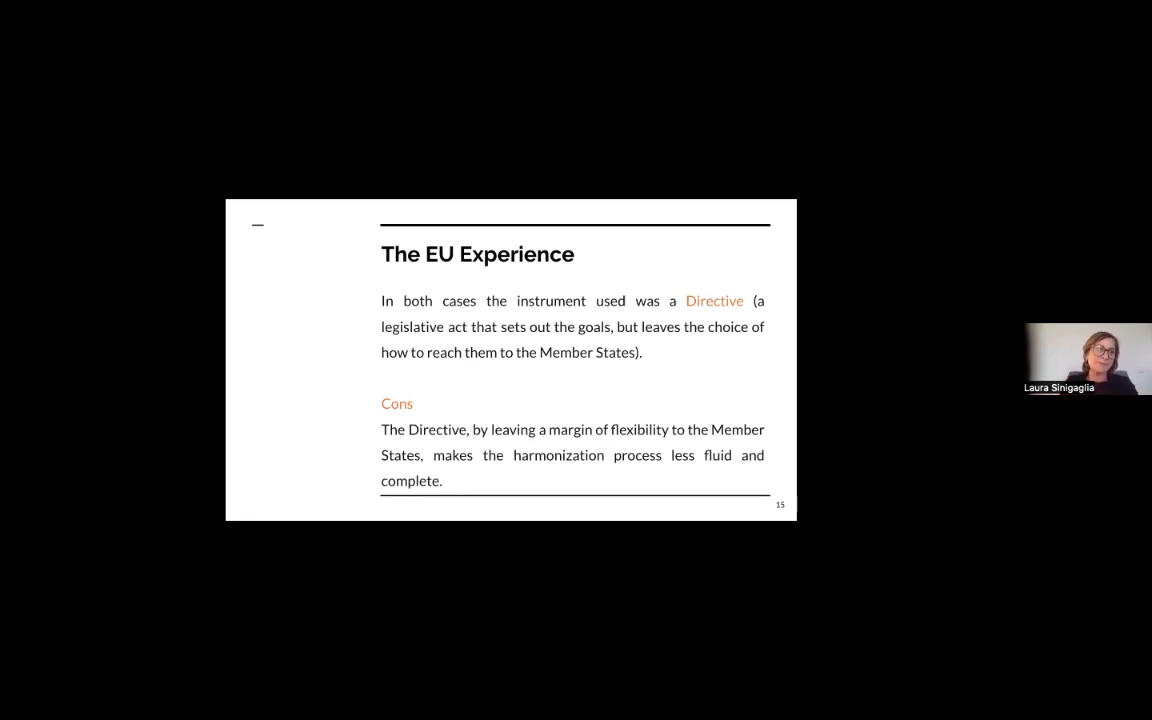 —
The EU Experience
In both cases the instrument used was a Directive (a
legislative act that sets out the goals, but leaves the choice of
how to reach them to the Member States).
Cons
The Directive, by leaving a margin of flexibility to the Member
States, makes the harmonization process less fluid and
complete.
15
Laura Sinigaglia